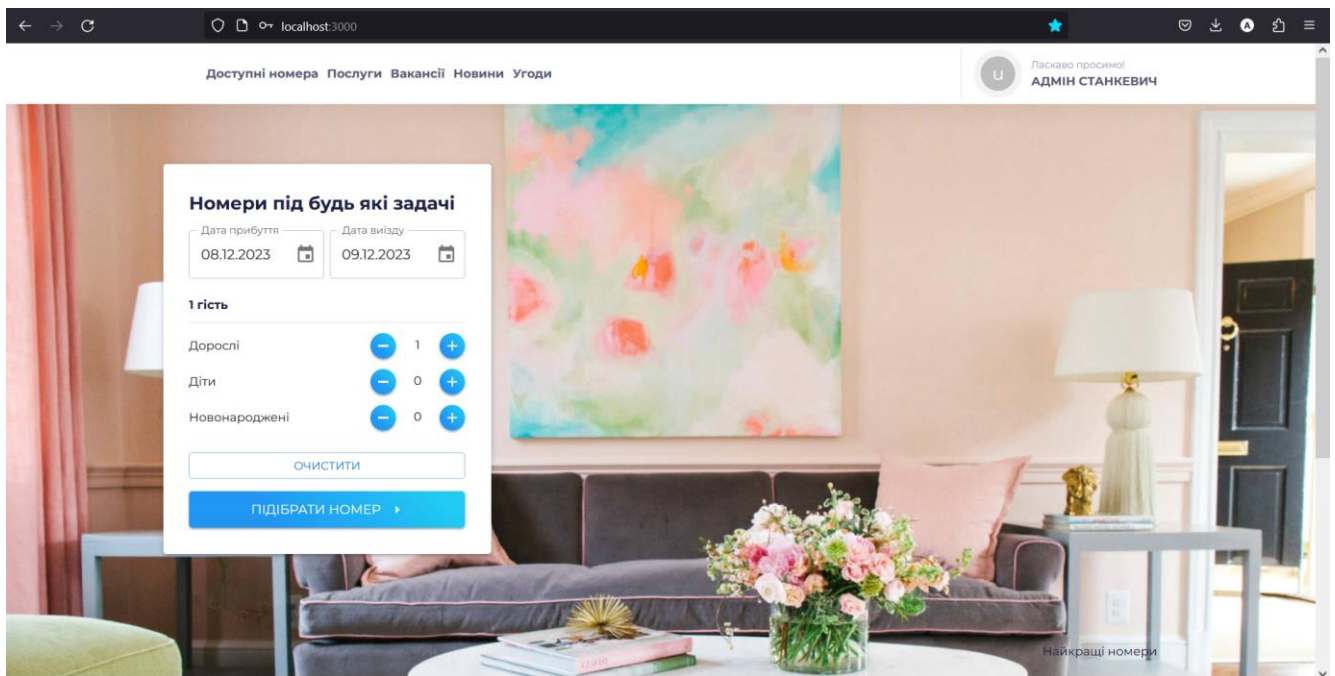 localhost:3000
Доступні номера Послуги Вакансії Новини Угоди
u
Ласкаво просимо!
АДМІН СТАНКЕВИЧ
Номери під будь які задачі
Дата прибуття
Дата виїзду
08.12.2023
09.12.2023
1 гість
Дорослі
1
Діти
0
Новонароджені
0
ОЧИСТИТИ
ПІДІБРАТИ НОМЕР
Найкращі номери